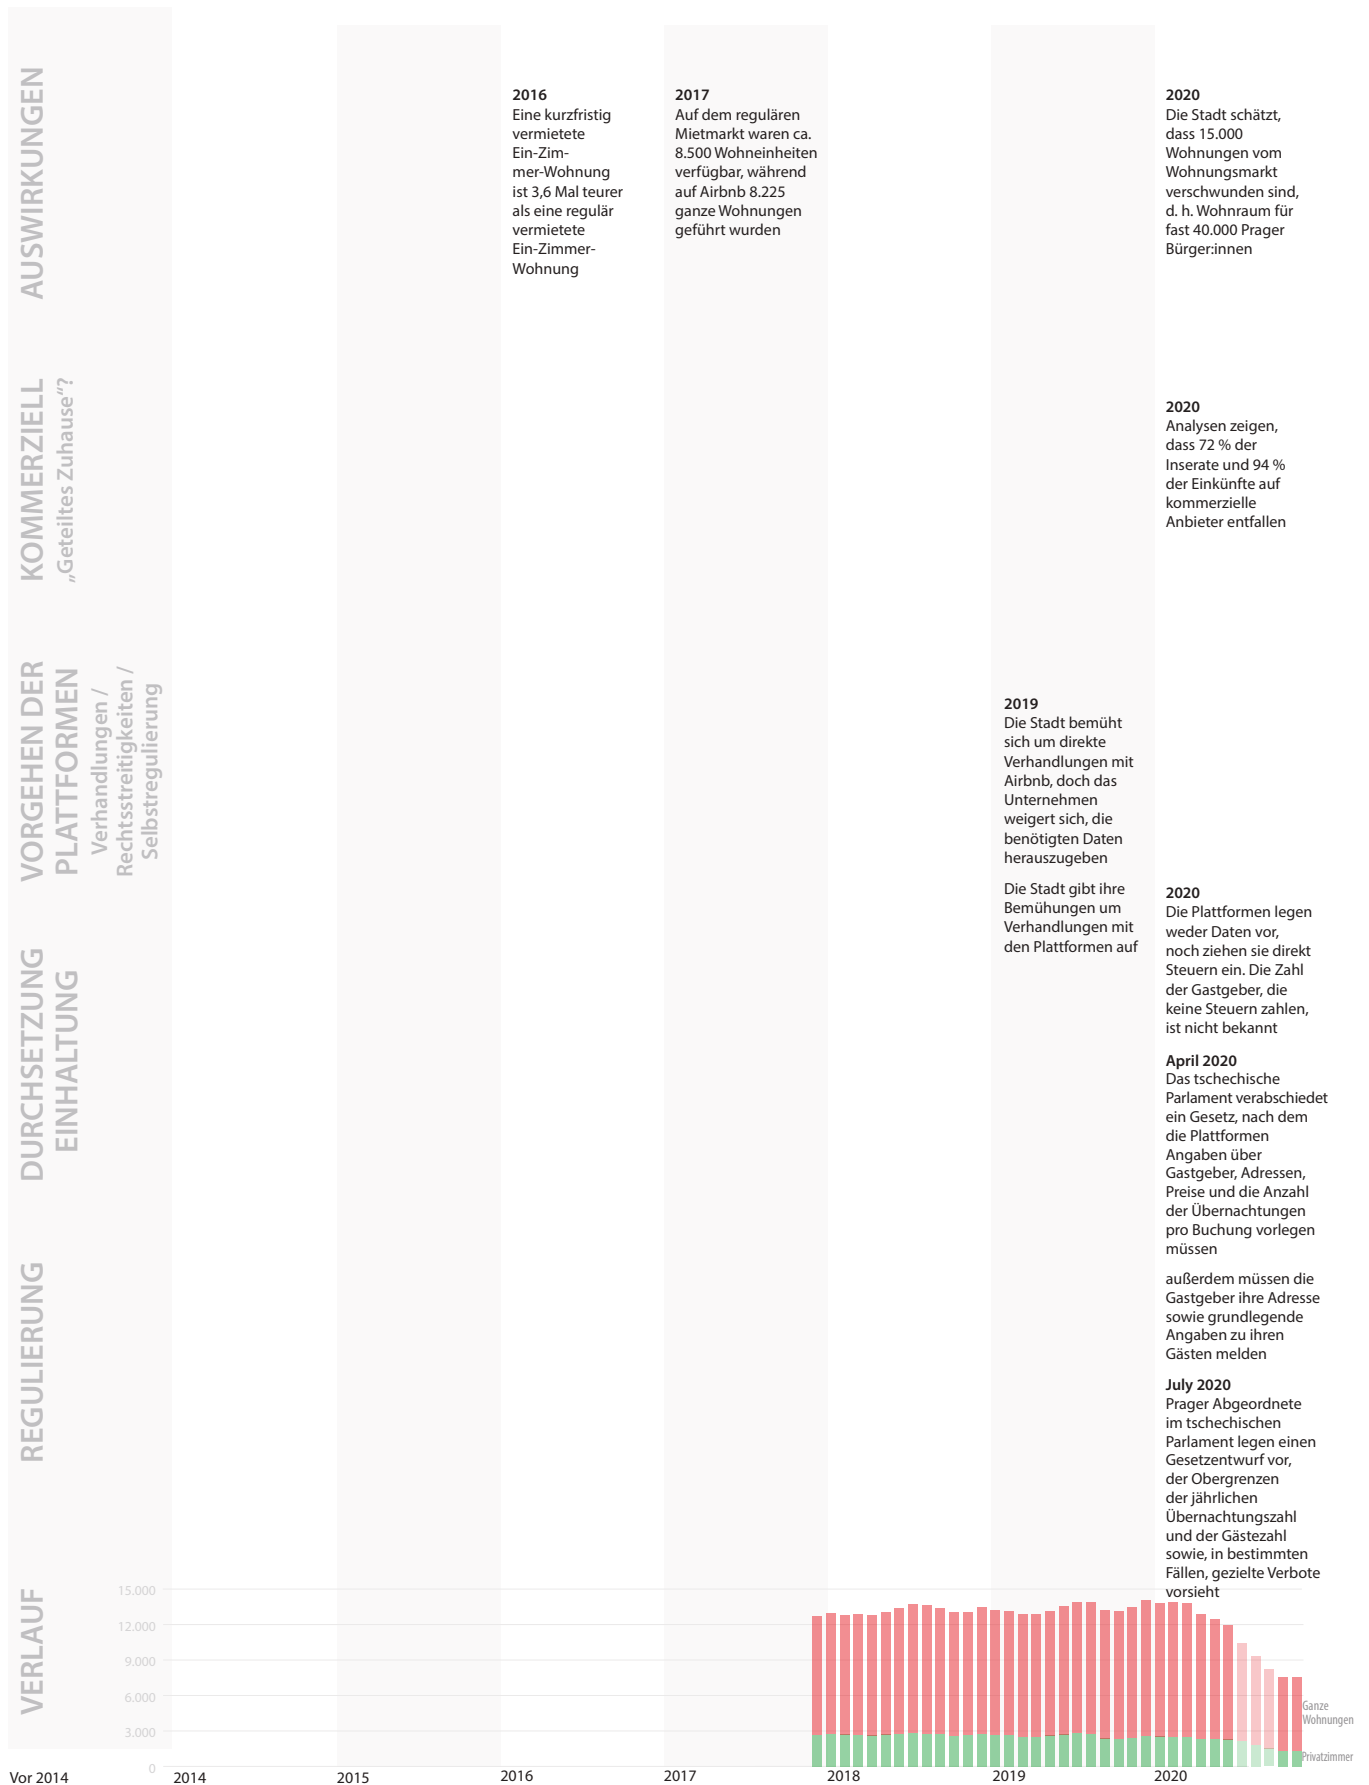 AUSWIRKUNGEN
2016
Eine kurzfristig
vermietete
Ein-Zim-
mer-Wohnung
ist 3,6 Mal teurer
als eine regulär
vermietete
Ein-Zimmer-
Wohnung
2017
Auf dem regulären
Mietmarkt waren ca.
8.500 Wohneinheiten
verfügbar, während
auf Airbnb 8.225
ganze Wohnungen
geführt wurden
2020
Die Stadt schätzt,
dass 15.000
Wohnungen vom
Wohnungsmarkt
verschwunden sind,
d. h. Wohnraum für
fast 40.000 Prager
Bürger:innen
KOMMERZIELL
„Geteiltes Zuhause“?
2020
Analysen zeigen,
dass 72 % der
Inserate und 94 %
der Einkünfte auf
kommerzielle
Anbieter entfallen
VORGEHEN DER
PLATTFORMEN
Verhandlungen /
Rechtsstreitigkeiten /
Selbstregulierung
2019
Die Stadt bemüht
sich um direkte
Verhandlungen mit
Airbnb, doch das
Unternehmen
weigert sich, die
benötigten Daten
herauszugeben
Die Stadt gibt ihre
Bemühungen um
Verhandlungen mit
den Plattformen auf
DURCHSETZUNG
EINHALTUNG
2020
Die Plattformen legen
weder Daten vor,
noch ziehen sie direkt
Steuern ein. Die Zahl
der Gastgeber, die
keine Steuern zahlen,
ist nicht bekannt
April 2020
Das tschechische
Parlament verabschiedet
ein Gesetz, nach dem
die Plattformen
Angaben über
Gastgeber, Adressen,
Preise und die Anzahl
der Übernachtungen
pro Buchung vorlegen
müssen
außerdem müssen die
Gastgeber ihre Adresse
sowie grundlegende
Angaben zu ihren
Gästen melden
REGULIERUNG
July 2020
Prager Abgeordnete
im tschechischen
Parlament legen einen
Gesetzentwurf vor,
der Obergrenzen
der jährlichen
Übernachtungszahl
und der Gästezahl
sowie, in bestimmten
Fällen, gezielte Verbote
vorsieht
VERLAUF
15.000
12.000
9.000
6.000
3.000
0
Ganze
Wohnungen
Privatzimmer
Vor 2014
2014
2015
2016
2017
2018
2019
2020